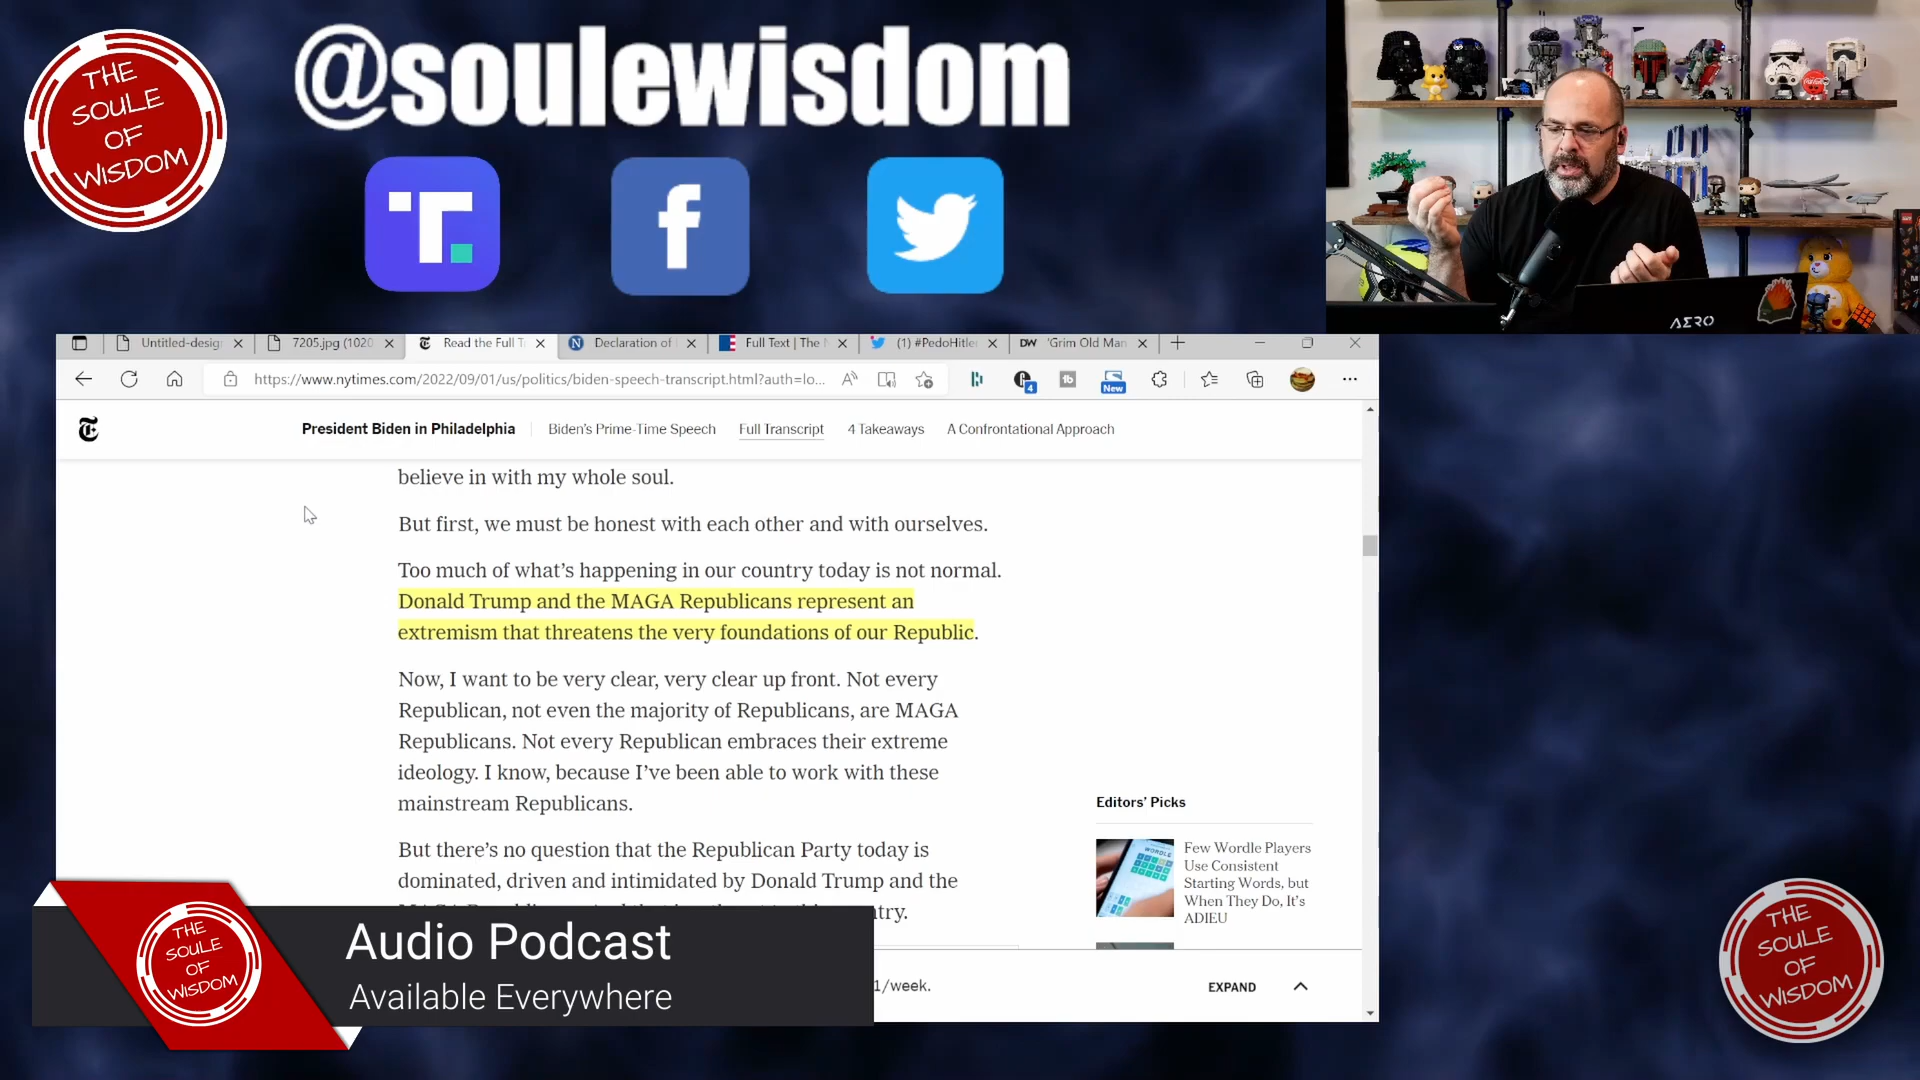 THE
SOULE
OF
WISDOM
@soulewisdom
Untitled-desig
7205.jpg (1020
Read the Full T
Declaration of
Full Text | The
(1) #PedoHitle
DW
'Grim Old Man
https://www.nytimes.com/2022/09/01/us/politics/biden-speech-transcript.html?auth=lo...
4
tb
New
President Biden in Philadelphia
Biden's Prime-Time Speech
Full Transcript
4 Takeaways
A Confrontational Approach
believe in with my whole soul.
But first, we must be honest with each other and with ourselves.
Too much of what's happening in our country today is not normal.
Donald Trump and the MAGA Republicans represent an
extremism that threatens the very foundations of our Republic.
Now, I want to be very clear, very clear up front. Not every
Republican, not even the majority of Republicans, are MAGA
Republicans. Not every Republican embraces their extreme
ideology. I know, because I've been able to work with these
mainstream Republicans.
But there's no question that the Republican Party today is
dominated, driven and intimidated by Donald Trump and the
Editors' Picks
WORDLE
Few Wordle Players
Use Consistent
Starting Words, but
When They Do, It's
ADIEU
1/week.
EXPAND
THE
SOULE
OF
WISDOM
Audio Podcast
Available Everywhere
THE
SOULE
OF
WISDOM
AERO